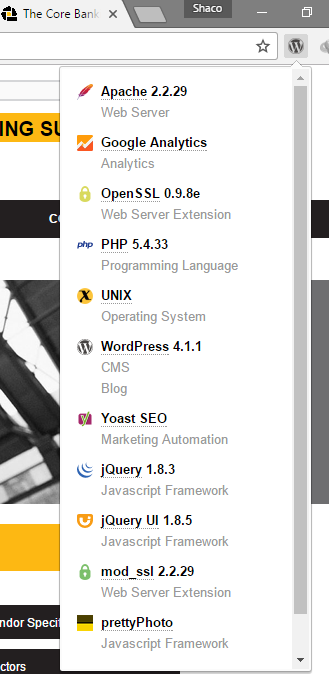 The Core Bank
Shaco
ING SU
CO
Apache 2.2.29
Web Server
Google Analytics
Analytics
OpenSSL 0.9.8e
Web Server Extension
php PHP 5.4.33
Programming Language
UNIX
Operating System
WordPress 4.1.1
CMS
Blog
Yoast SEO
Marketing Automation
jQuery 1.8.3
Javascript Framework
jQuery UI 1.8.5
Javascript Framework
mod_ssl 2.2.29
Web Server Extension
prettyPhoto
Javascript Framework
ndor Specif
ctors